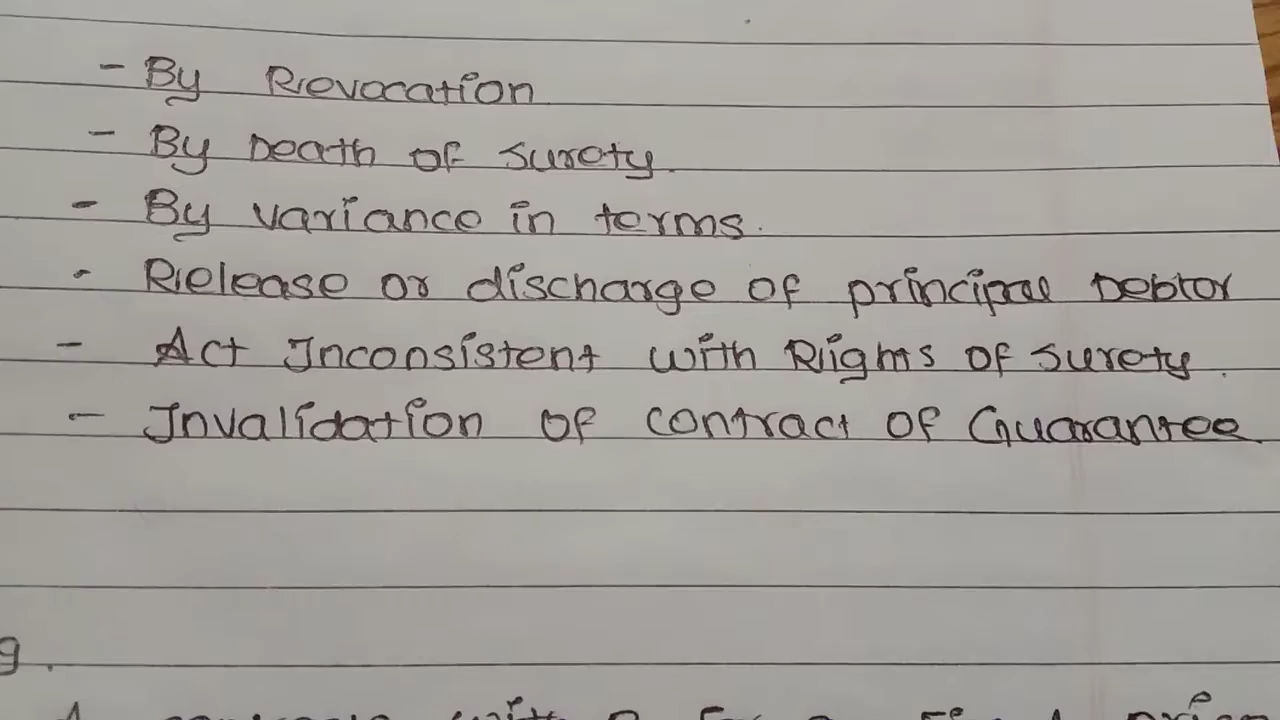 - By Revocation
- By Death of Surety.
- By variance in terms.
- Release or discharge of principal Debtor
- Act Inconsistent with Rights of surety.
- Invalidation of contract of Guarantee.
g.
A